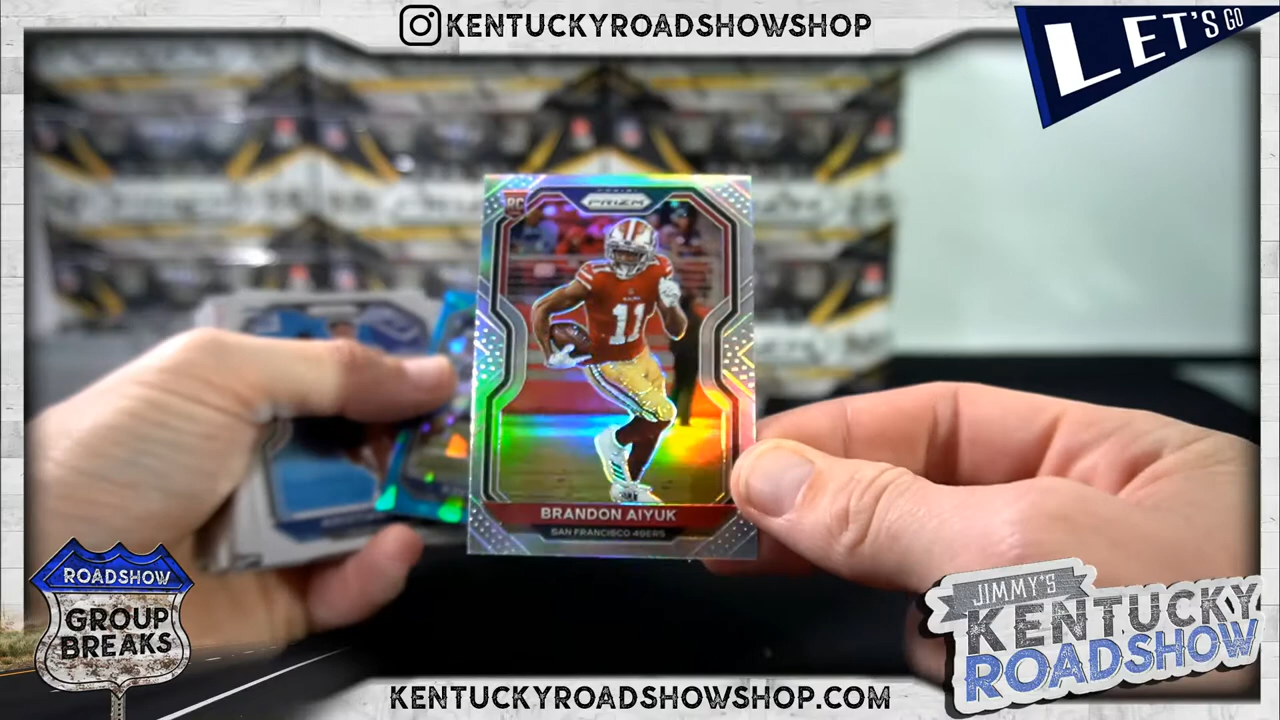 KENTUCKYROADSHOWSHOP
LET'S GO
RC
PANINI
PRIZM
11
BRANDON AIYUK
SAN FRANCISCO 49ERS
ROADSHOW
GROUP
BREAKS
JIMMY'S
KENTUCKY
ROADSHOW
KENTUCKYROADSHOWSHOP.COM